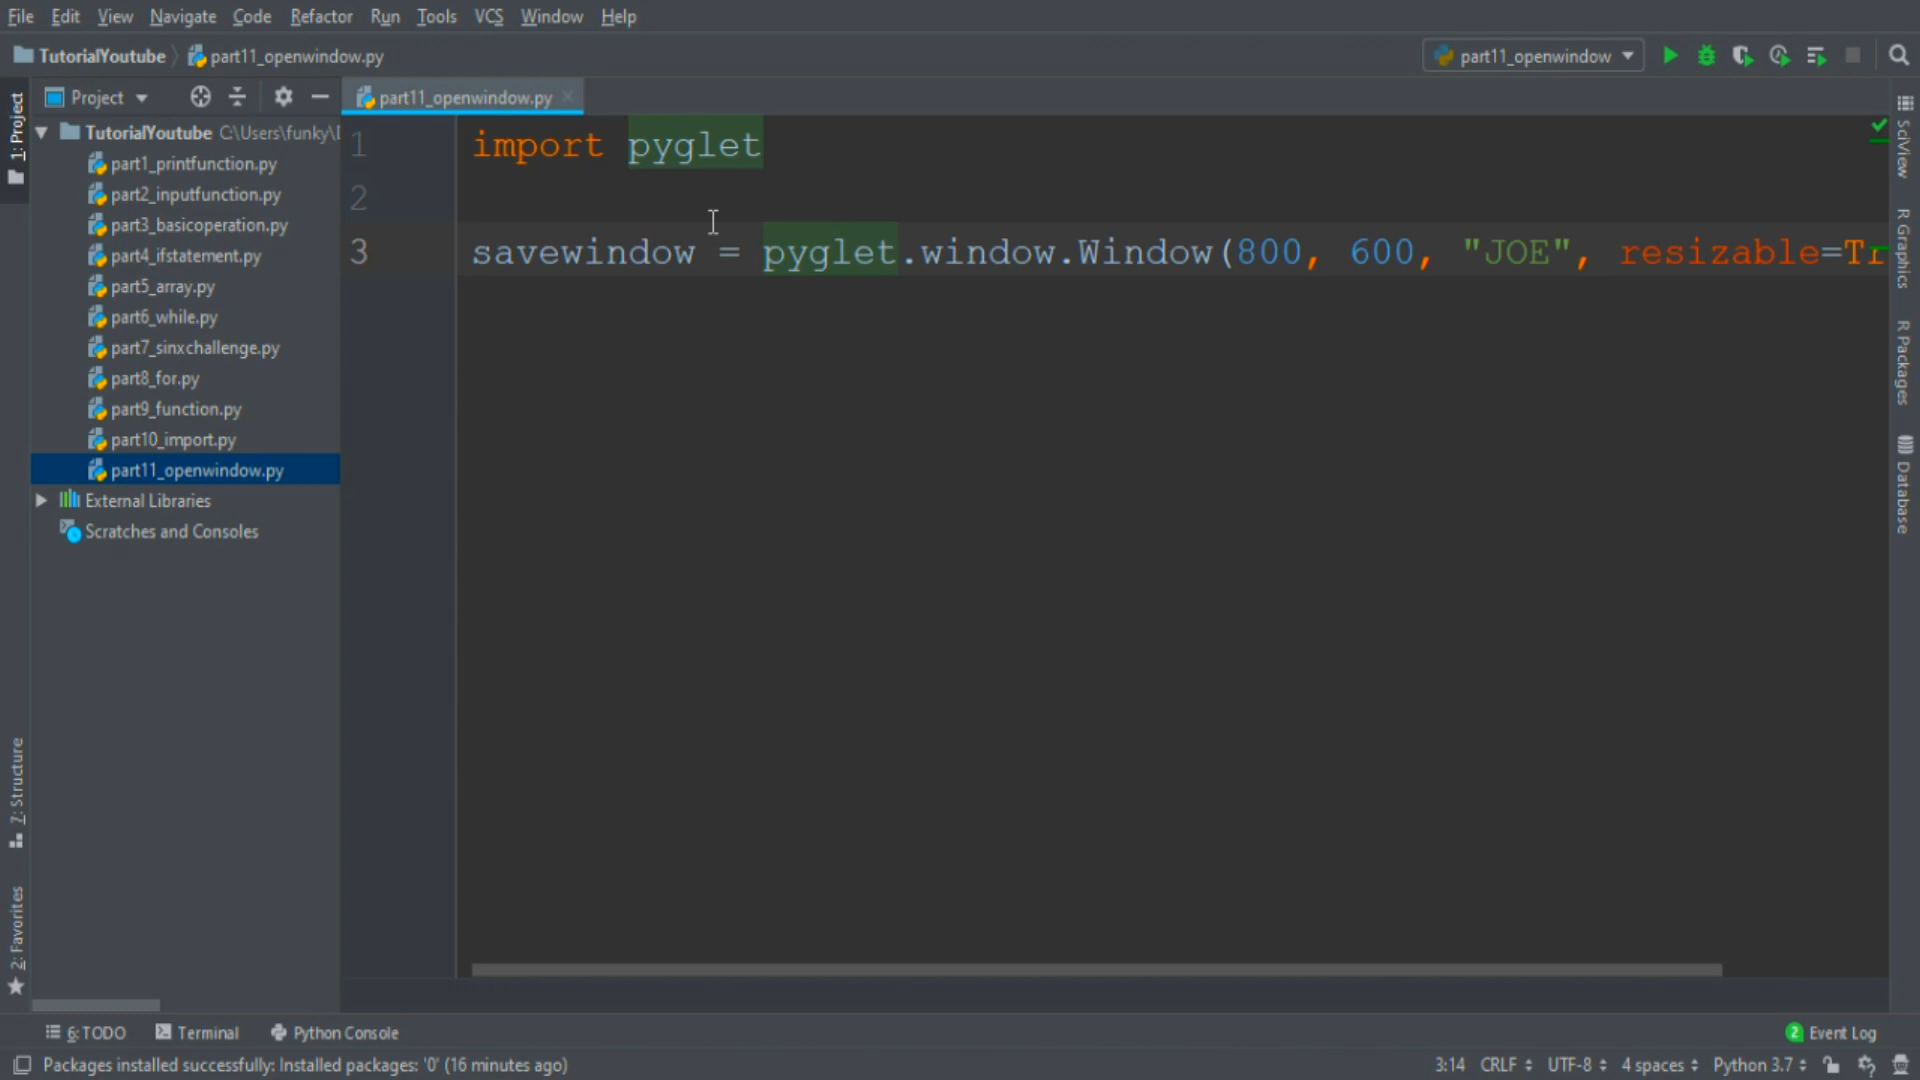 File Edit View Navigate Code Refactor Run Tools VCS Window Help
TutorialYoutube part11_openwindow.py part11_openwindow
Project part11_openwindow.py
1: Project
TutorialYoutube C:\Users\funky\
part1_printfunction.py
part2_inputfunction.py
part3_basicoperation.py
part4_ifstatement.py
part5_array.py
part6_while.py
part7_sinxchallenge.py
part8_for.py
part9_function.py
part10_import.py
part11_openwindow.py
External Libraries
Scratches and Consoles
1 import pyglet
2
3 savewindow = pyglet.window.Window(800, 600, "JOE", resizable=Tr
SciView
R Graphics
R Packages
Database
7: Structure
2: Favorites
6: TODO Terminal Python Console 2 Event Log
Packages installed successfully: Installed packages: '0' (16 minutes ago) 3:14 CRLF UTF-8 4 spaces Python 3.7